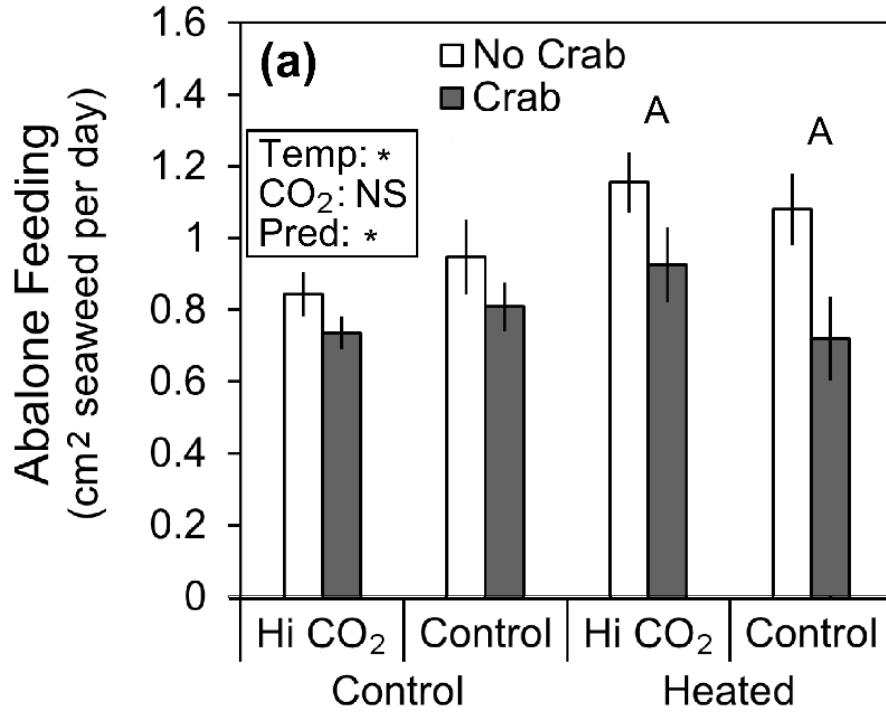 Abalone Feeding
(cm² seaweed per day)
1.6
1.4
1.2
1
0.8
0.6
0.4
0.2
0
(a)
No Crab
Crab
Temp: *
CO₂: NS
Pred: *
A
A
Hi CO₂ Control Hi CO₂ Control
Control Heated